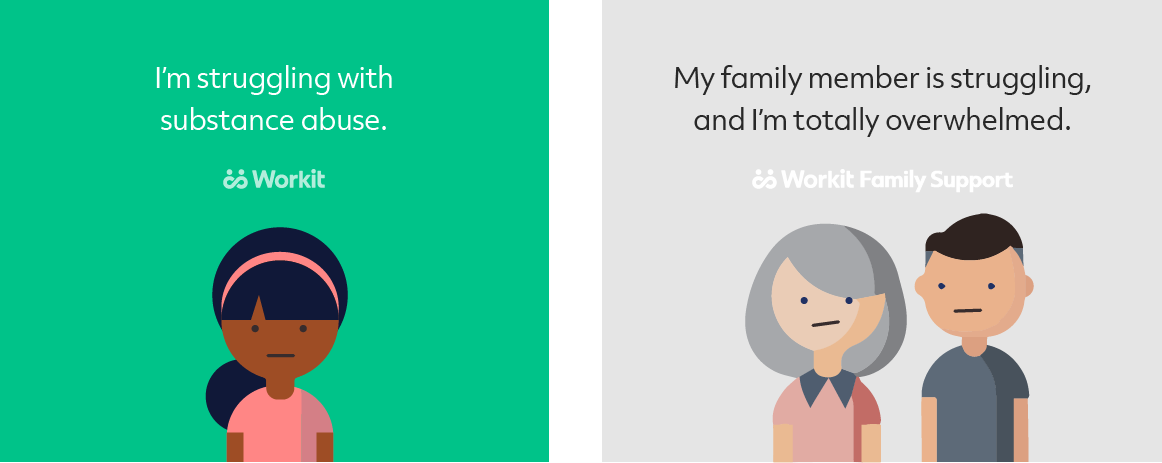 I'm struggling with
substance abuse.
Workit
My family member is struggling,
and I'm totally overwhelmed.
Workit Family Support